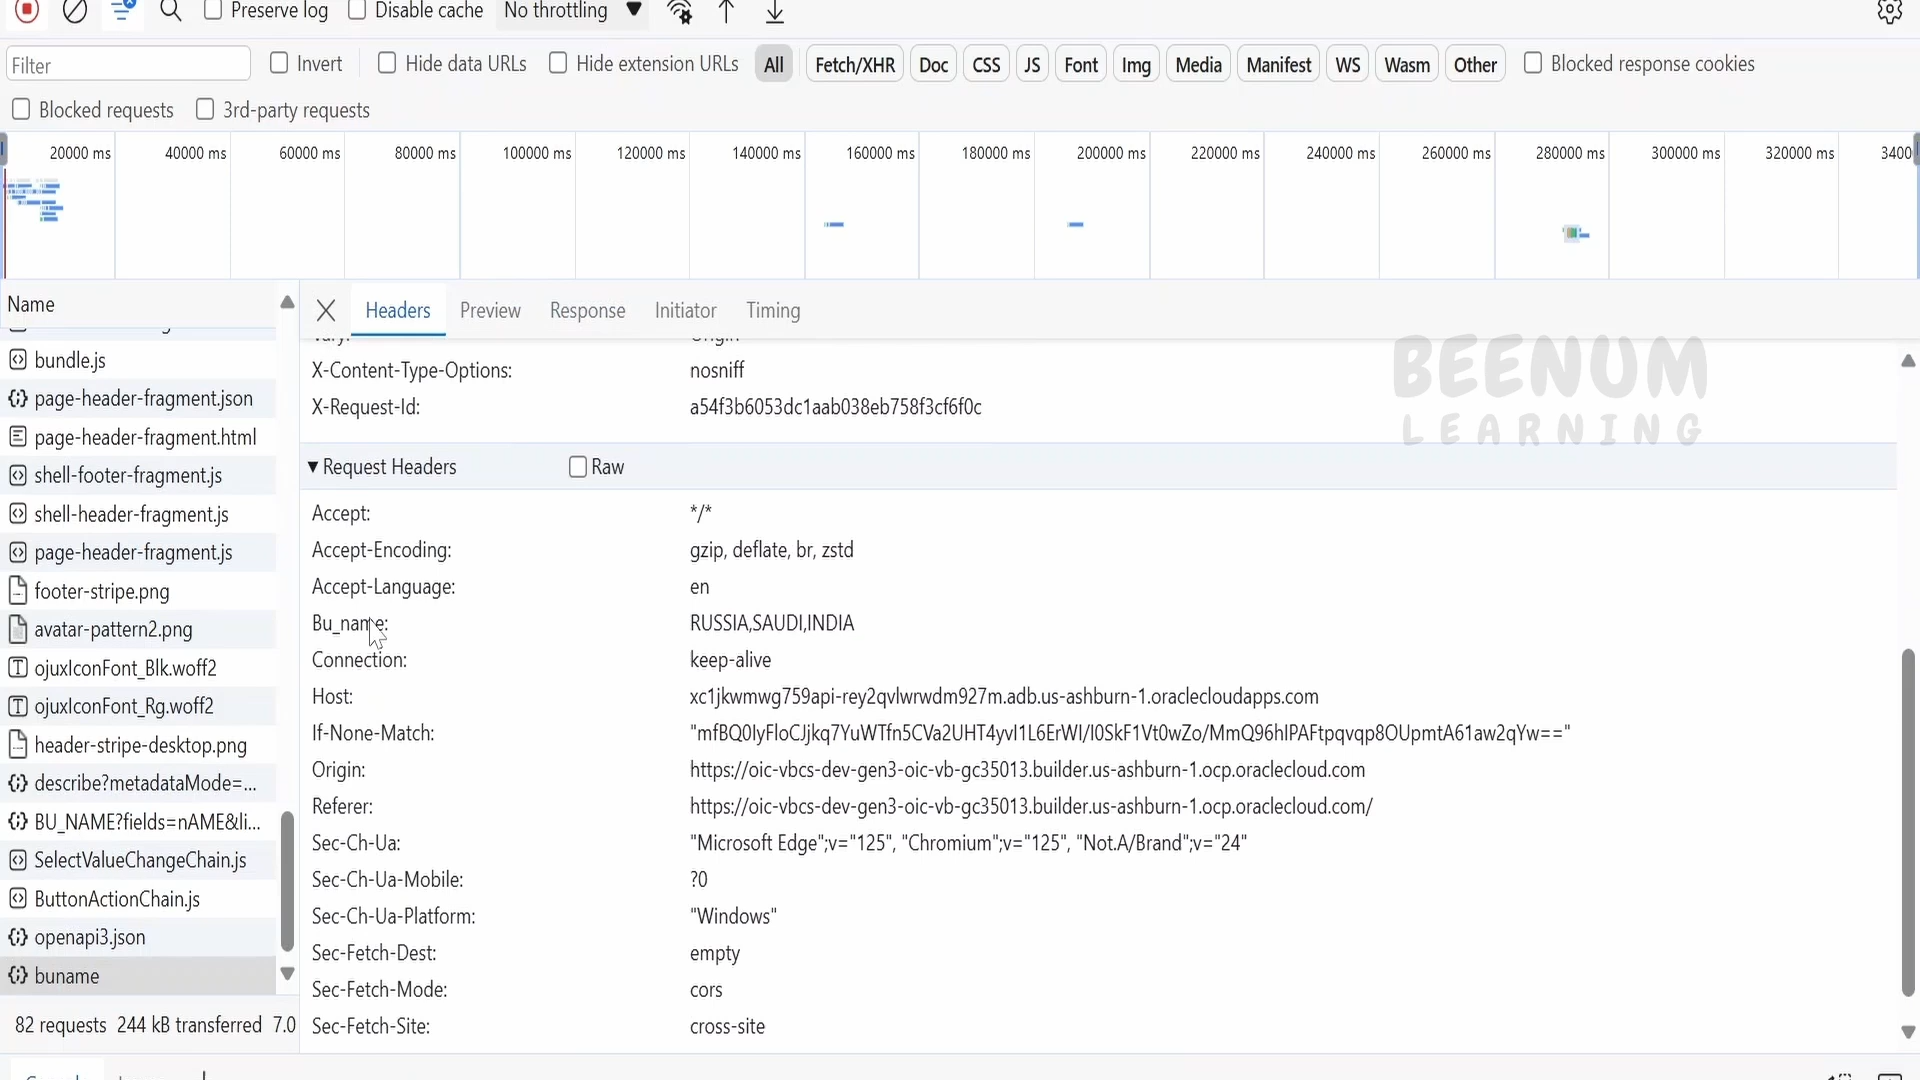 Preserve log Disable cache No throttling
Filter Invert Hide data URLs Hide extension URLs All Fetch/XHR Doc CSS JS Font Img Media Manifest WS Wasm Other Blocked response cookies
Blocked requests 3rd-party requests
20000 ms 40000 ms 60000 ms 80000 ms 100000 ms 120000 ms 140000 ms 160000 ms 180000 ms 200000 ms 220000 ms 240000 ms 260000 ms 280000 ms 300000 ms 320000 ms 3400
Name
bundle.js
page-header-fragment.json
page-header-fragment.html
shell-footer-fragment.js
shell-header-fragment.js
page-header-fragment.js
footer-stripe.png
avatar-pattern2.png
ojuxIconFont_Blk.woff2
ojuxIconFont_Rg.woff2
header-stripe-desktop.png
describe?metadataMode=...
BU_NAME?fields=nAME&li...
SelectValueChangeChain.js
ButtonActionChain.js
openapi3.json
buname
82 requests 244 kB transferred 7.0
Headers Preview Response Initiator Timing
Vary: Origin
X-Content-Type-Options: nosniff
X-Request-Id: a54f3b6053dc1aab038eb758f3cf6f0c
BEENUM
LEARNING
Request Headers Raw
Accept: */*
Accept-Encoding: gzip, deflate, br, zstd
Accept-Language: en
Bu_name: RUSSIA,SAUDI,INDIA
Connection: keep-alive
Host: xc1jkwmwg759api-rey2qvlwrwdm927m.adb.us-ashburn-1.oraclecloudapps.com
If-None-Match: "mfBQ0IyFloCJjkq7YuWTfn5CVa2UHT4yvI1L6ErWI/I0SkF1Vt0wZo/MmQ96hIPAFtpqvqp8OUpmtA61aw2qYw=="
Origin: https://oic-vbcs-dev-gen3-oic-vb-gc35013.builder.us-ashburn-1.ocp.oraclecloud.com
Referer: https://oic-vbcs-dev-gen3-oic-vb-gc35013.builder.us-ashburn-1.ocp.oraclecloud.com/
Sec-Ch-Ua: "Microsoft Edge";v="125", "Chromium";v="125", "Not.A/Brand";v="24"
Sec-Ch-Ua-Mobile: ?0
Sec-Ch-Ua-Platform: "Windows"
Sec-Fetch-Dest: empty
Sec-Fetch-Mode: cors
Sec-Fetch-Site: cross-site